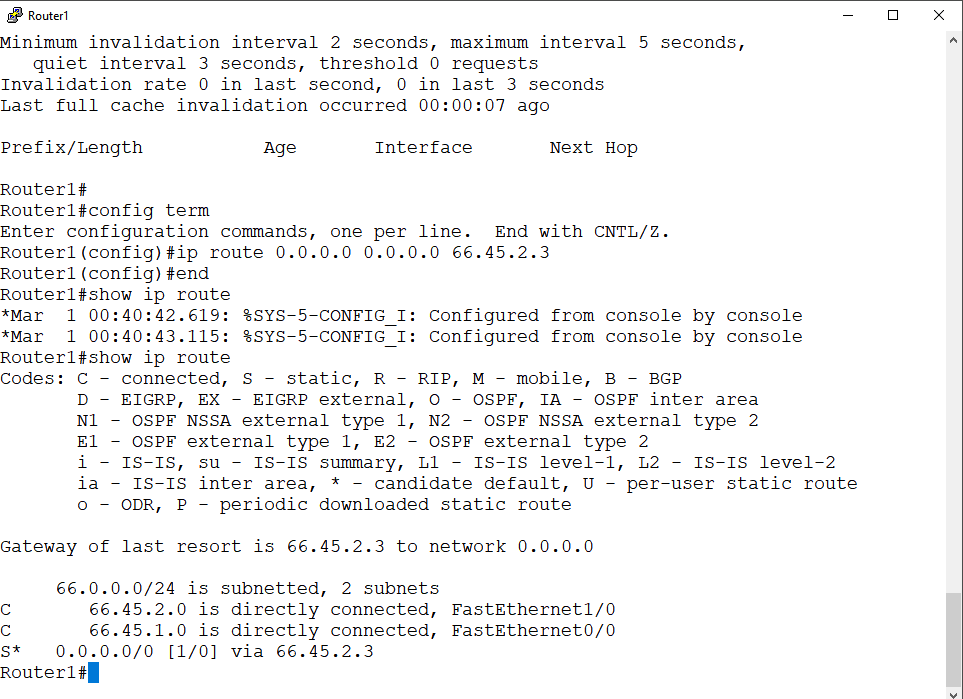 Router1
Minimum invalidation interval 2 seconds, maximum interval 5 seconds,
   quiet interval 3 seconds, threshold 0 requests
Invalidation rate 0 in last second, 0 in last 3 seconds
Last full cache invalidation occurred 00:00:07 ago

Prefix/Length           Age       Interface       Next Hop

Router1#
Router1#config term
Enter configuration commands, one per line.  End with CNTL/Z.
Router1(config)#ip route 0.0.0.0 0.0.0.0 66.45.2.3
Router1(config)#end
Router1#show ip route
*Mar  1 00:40:42.619: %SYS-5-CONFIG_I: Configured from console by console
*Mar  1 00:40:43.115: %SYS-5-CONFIG_I: Configured from console by console
Router1#show ip route
Codes: C - connected, S - static, R - RIP, M - mobile, B - BGP
       D - EIGRP, EX - EIGRP external, O - OSPF, IA - OSPF inter area
       N1 - OSPF NSSA external type 1, N2 - OSPF NSSA external type 2
       E1 - OSPF external type 1, E2 - OSPF external type 2
       i - IS-IS, su - IS-IS summary, L1 - IS-IS level-1, L2 - IS-IS level-2
       ia - IS-IS inter area, * - candidate default, U - per-user static route
       o - ODR, P - periodic downloaded static route

Gateway of last resort is 66.45.2.3 to network 0.0.0.0

     66.0.0.0/24 is subnetted, 2 subnets
C       66.45.2.0 is directly connected, FastEthernet1/0
C       66.45.1.0 is directly connected, FastEthernet0/0
S*   0.0.0.0/0 [1/0] via 66.45.2.3
Router1#